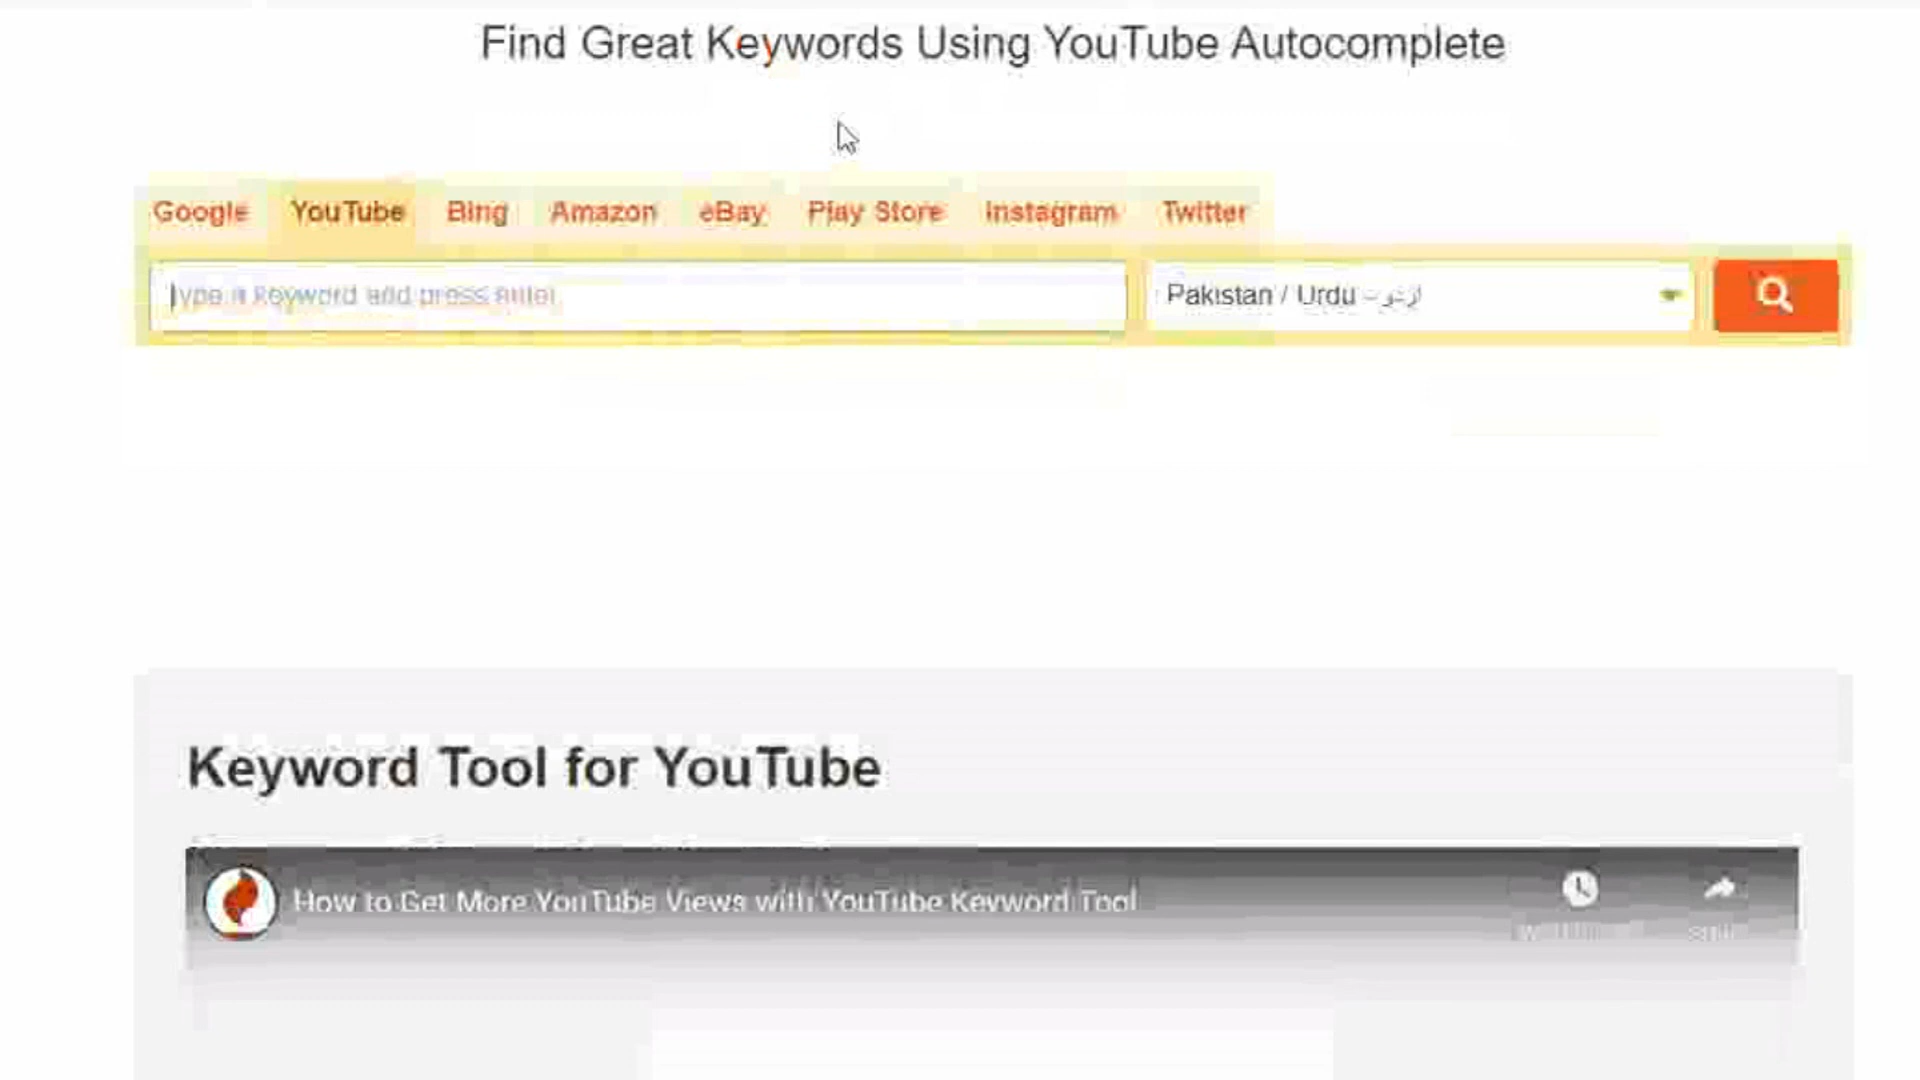 Find Great Keywords Using YouTube Autocomplete
Google YouTube Bing Amazon eBay Play Store Instagram Twitter
Type a keyword and press enter
Pakistan / Urdu - اردو
Keyword Tool for YouTube
How to Get More YouTube Views with YouTube Keyword Tool